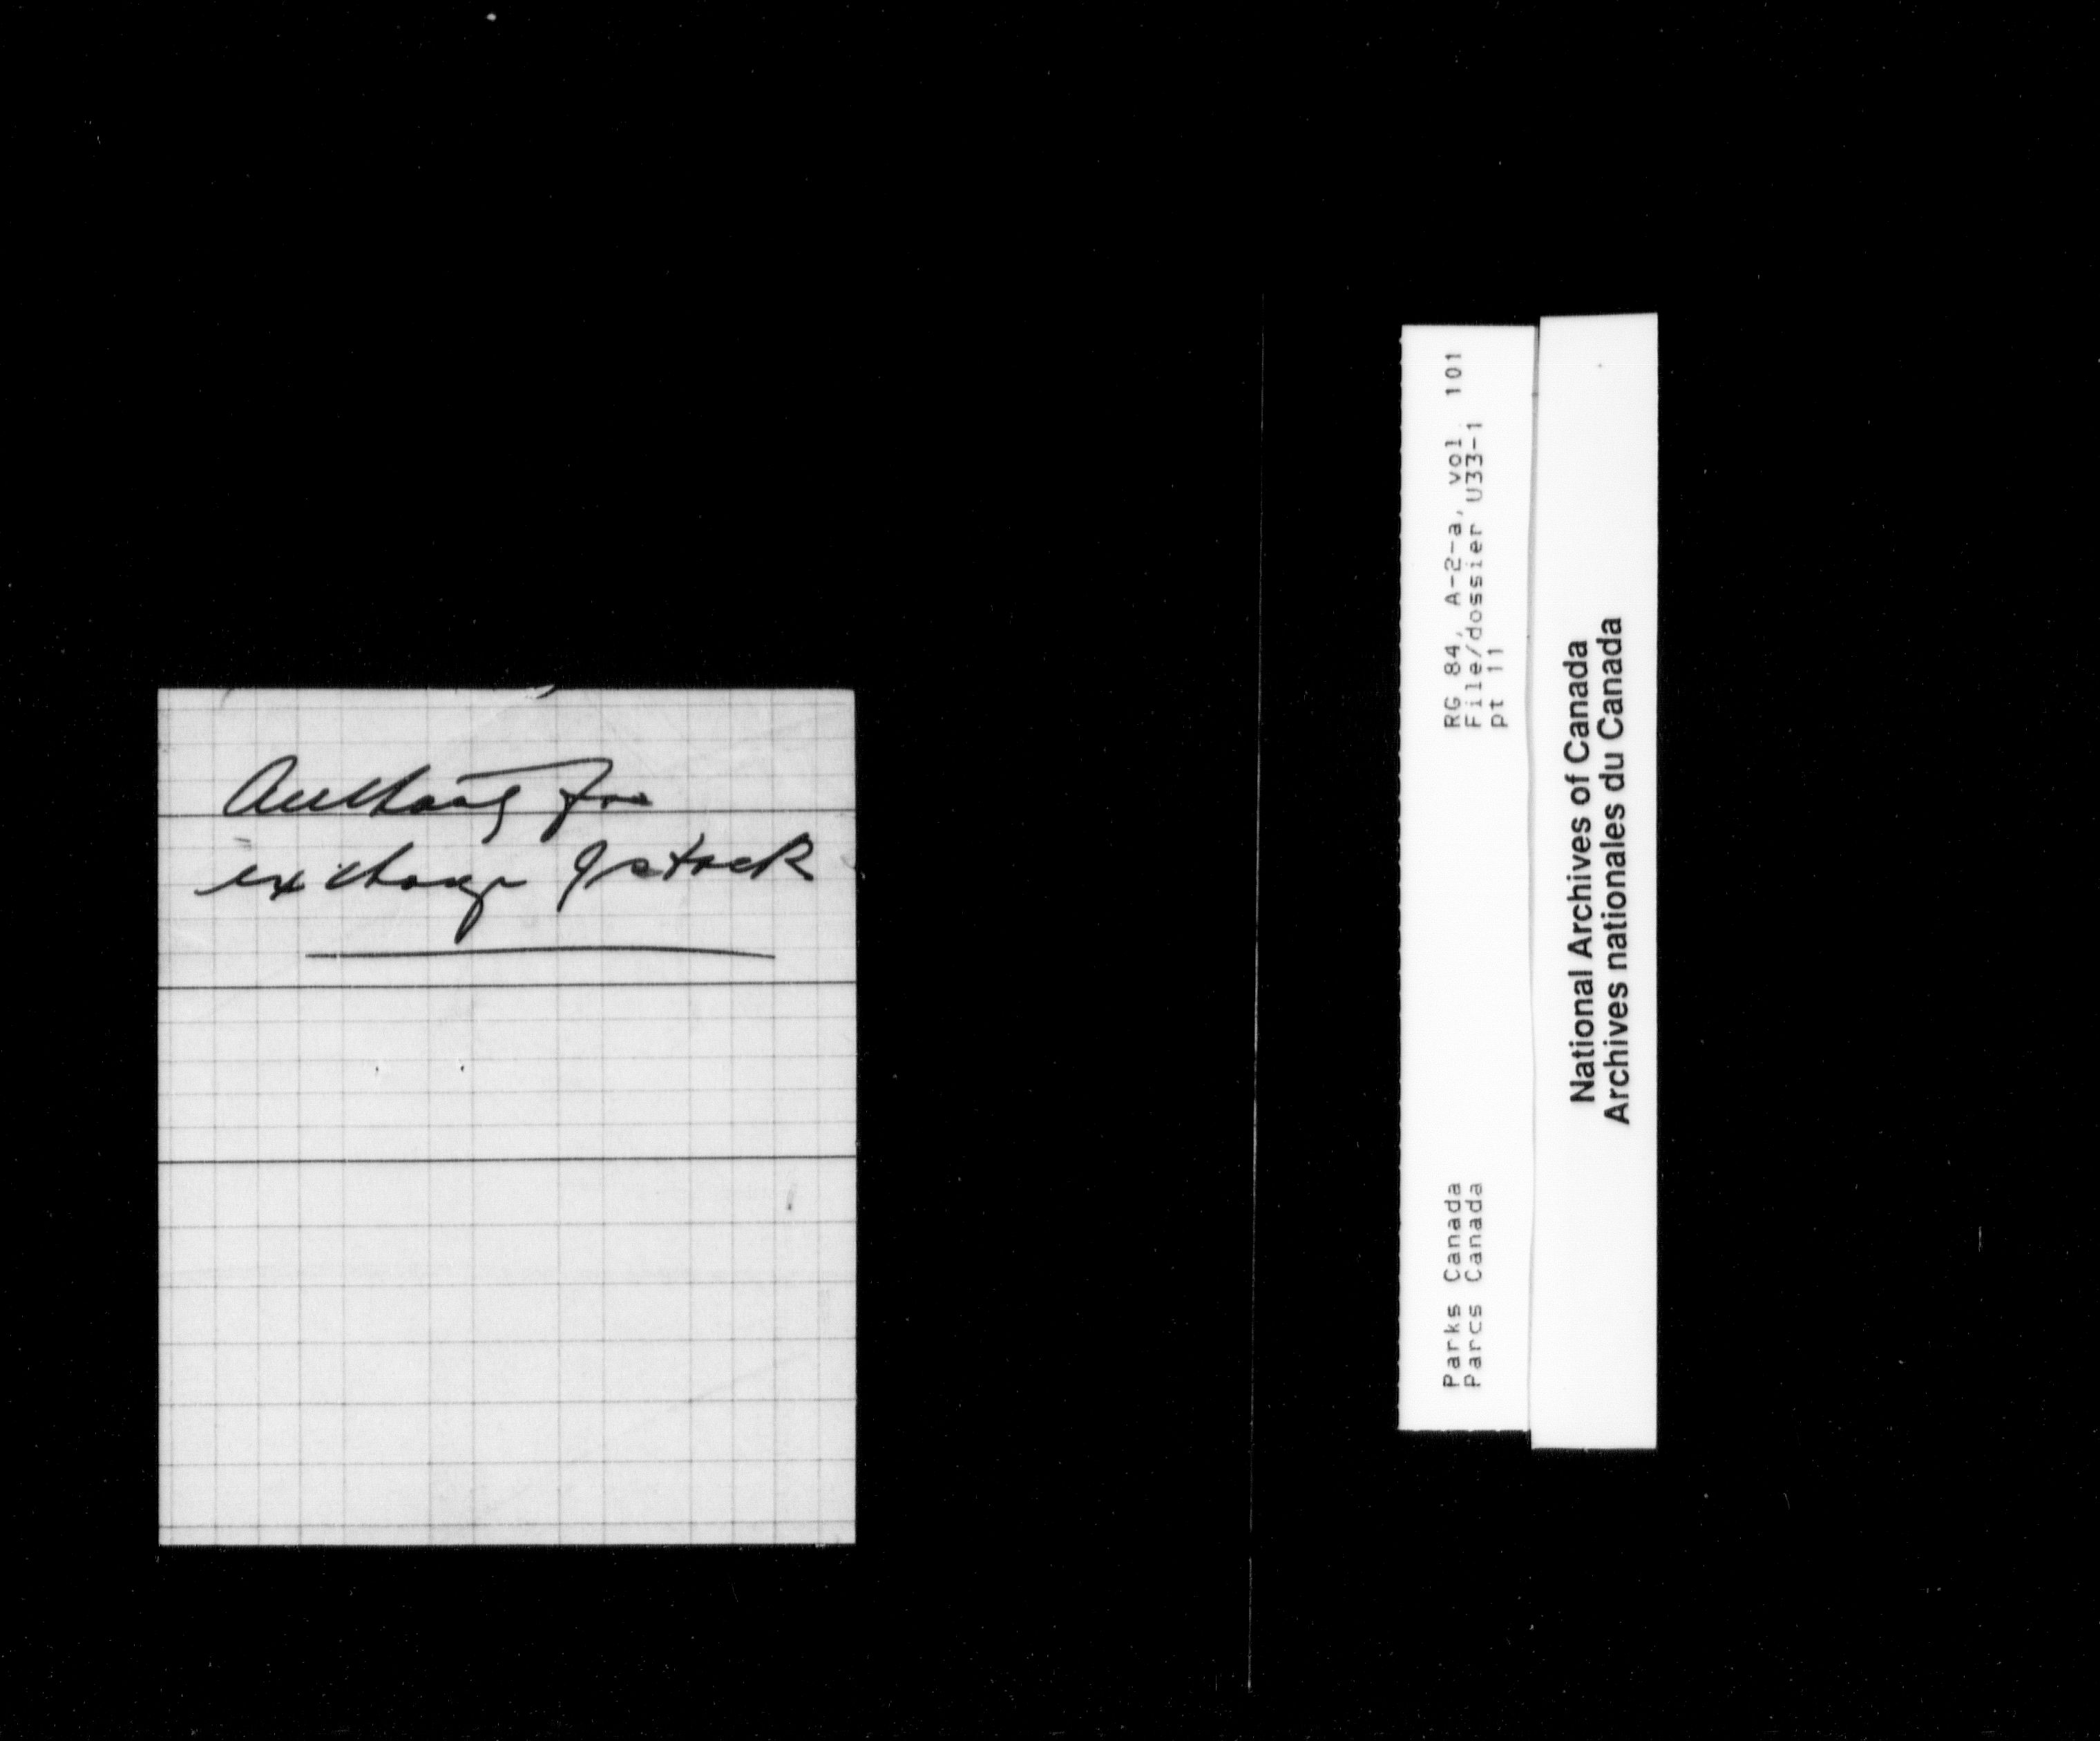 Authority for
exchange of stock
RG 84, A-2-a, vol. 101
File/dossier U33-1
pt 11
Parks Canada
Parcs Canada
National Archives of Canada
Archives nationales du Canada